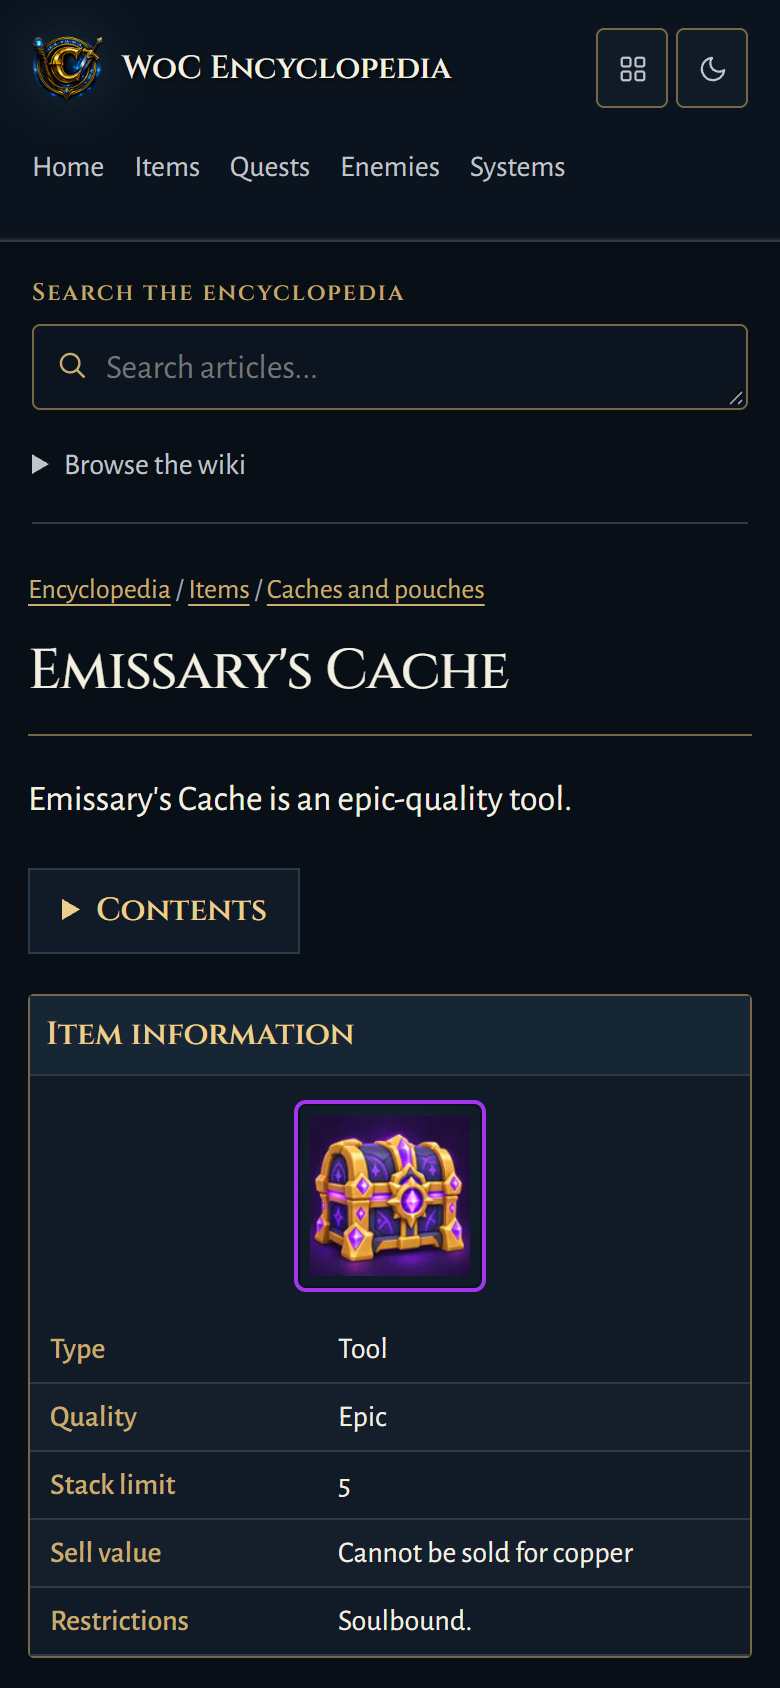 WoC Encyclopedia
Home Items Quests Enemies Systems
Search the encyclopedia
Search articles...
Browse the wiki
Encyclopedia / Items / Caches and pouches
Emissary's Cache
Emissary's Cache is an epic-quality tool.
Contents
Item information
Type Tool
Quality Epic
Stack limit 5
Sell value Cannot be sold for copper
Restrictions Soulbound.